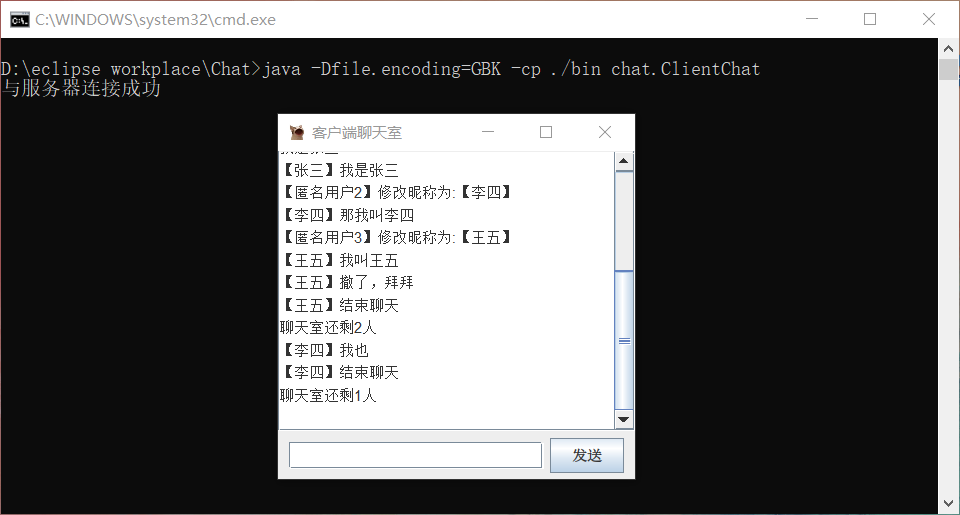 C:\WINDOWS\system32\cmd.exe
D:\eclipse workplace\Chat>java -Dfile.encoding=GBK -cp ./bin chat.ClientChat
与服务器连接成功
客户端聊天室
【张三】我是张三
【匿名用户2】修改昵称为:【李四】
【李四】那我叫李四
【匿名用户3】修改昵称为:【王五】
【王五】我叫王五
【王五】撤了，拜拜
【王五】结束聊天
聊天室还剩2人
【李四】我也
【李四】结束聊天
聊天室还剩1人
发送